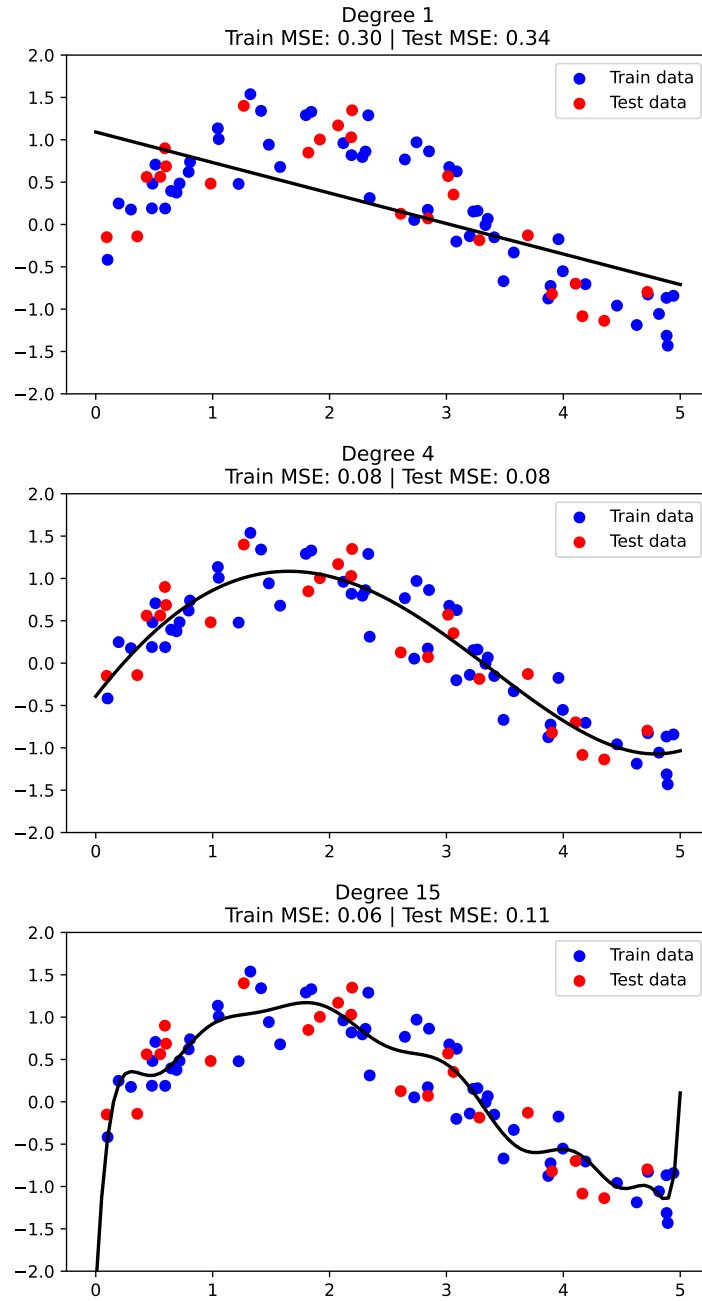 Degree 1
Train MSE: 0.30 | Test MSE: 0.34
2.0
1.5
1.0
0.5
0.0
−0.5
−1.0
−1.5
−2.0
Train data
Test data
0 1 2 3 4 5
Degree 4
Train MSE: 0.08 | Test MSE: 0.08
2.0
1.5
1.0
0.5
0.0
−0.5
−1.0
−1.5
−2.0
Train data
Test data
0 1 2 3 4 5
Degree 15
Train MSE: 0.06 | Test MSE: 0.11
2.0
1.5
1.0
0.5
0.0
−0.5
−1.0
−1.5
−2.0
Train data
Test data
0 1 2 3 4 5